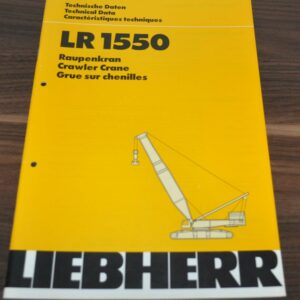 Technische Daten
Technical Data
Caractéristiques techniques
LR 1550
Raupenkran
Crawler Crane
Grue sur chenilles
LIEBHERR